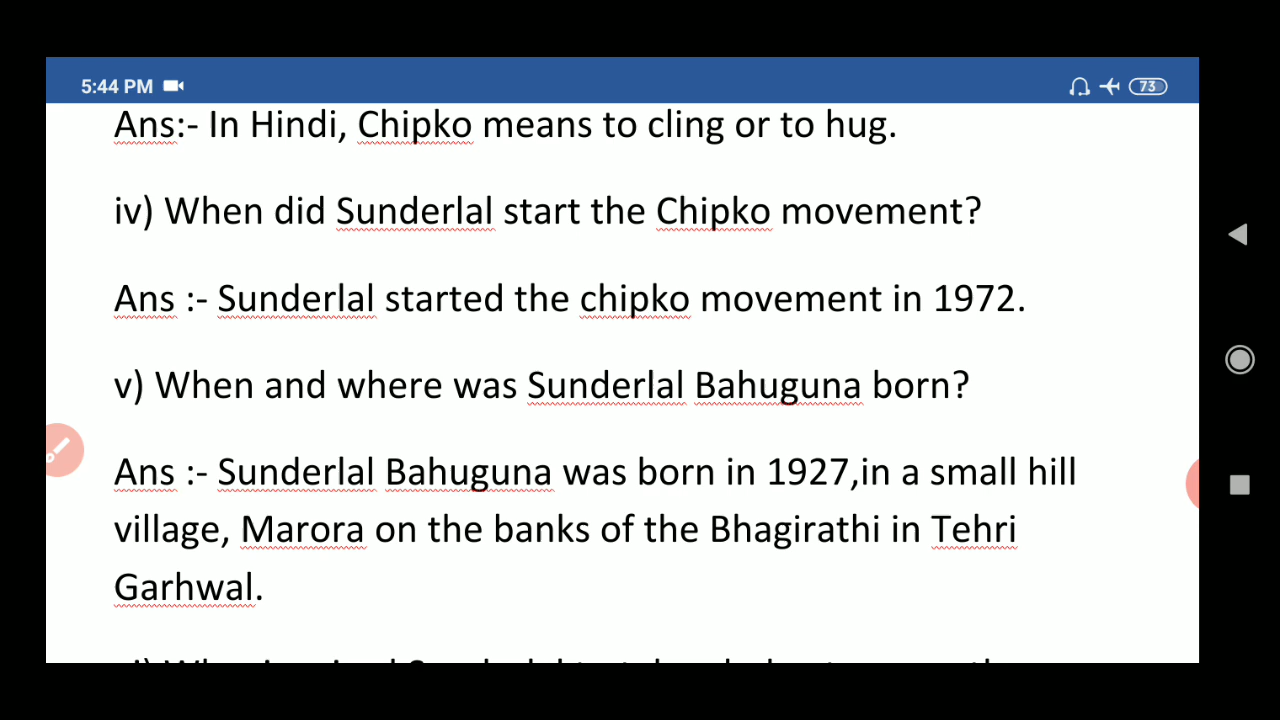 5:44 PM
73
Ans:- In Hindi, Chipko means to cling or to hug.
iv) When did Sunderlal start the Chipko movement?
Ans :- Sunderlal started the chipko movement in 1972.
v) When and where was Sunderlal Bahuguna born?
Ans :- Sunderlal Bahuguna was born in 1927,in a small hill
village, Marora on the banks of the Bhagirathi in Tehri
Garhwal.